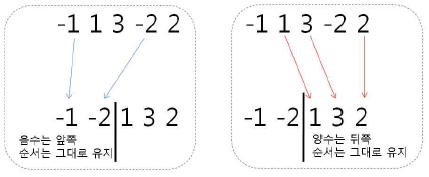 -1 1 3 -2 2
-1 -2 1 3 2
음수는 앞쪽
순서는 그대로 유지
-1 1 3 -2 2
-1 -2 1 3 2
양수는 뒤쪽
순서는 그대로 유지